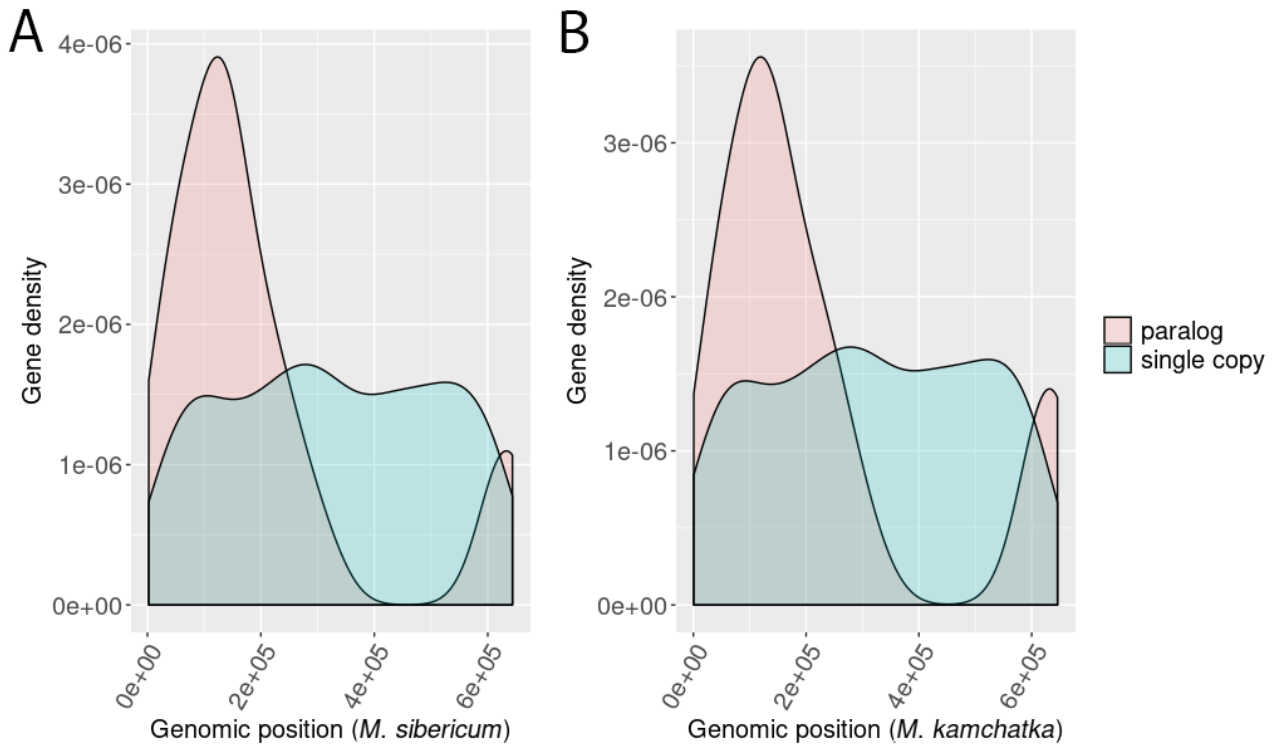 A
4e-06
3e-06
2e-06
1e-06
0e+00
Gene density
0e+00
2e+05
4e+05
6e+05
Genomic position (M. sibericum)
B
3e-06
2e-06
1e-06
0e+00
Gene density
0e+00
2e+05
4e+05
6e+05
Genomic position (M. kamchatka)
paralog
single copy